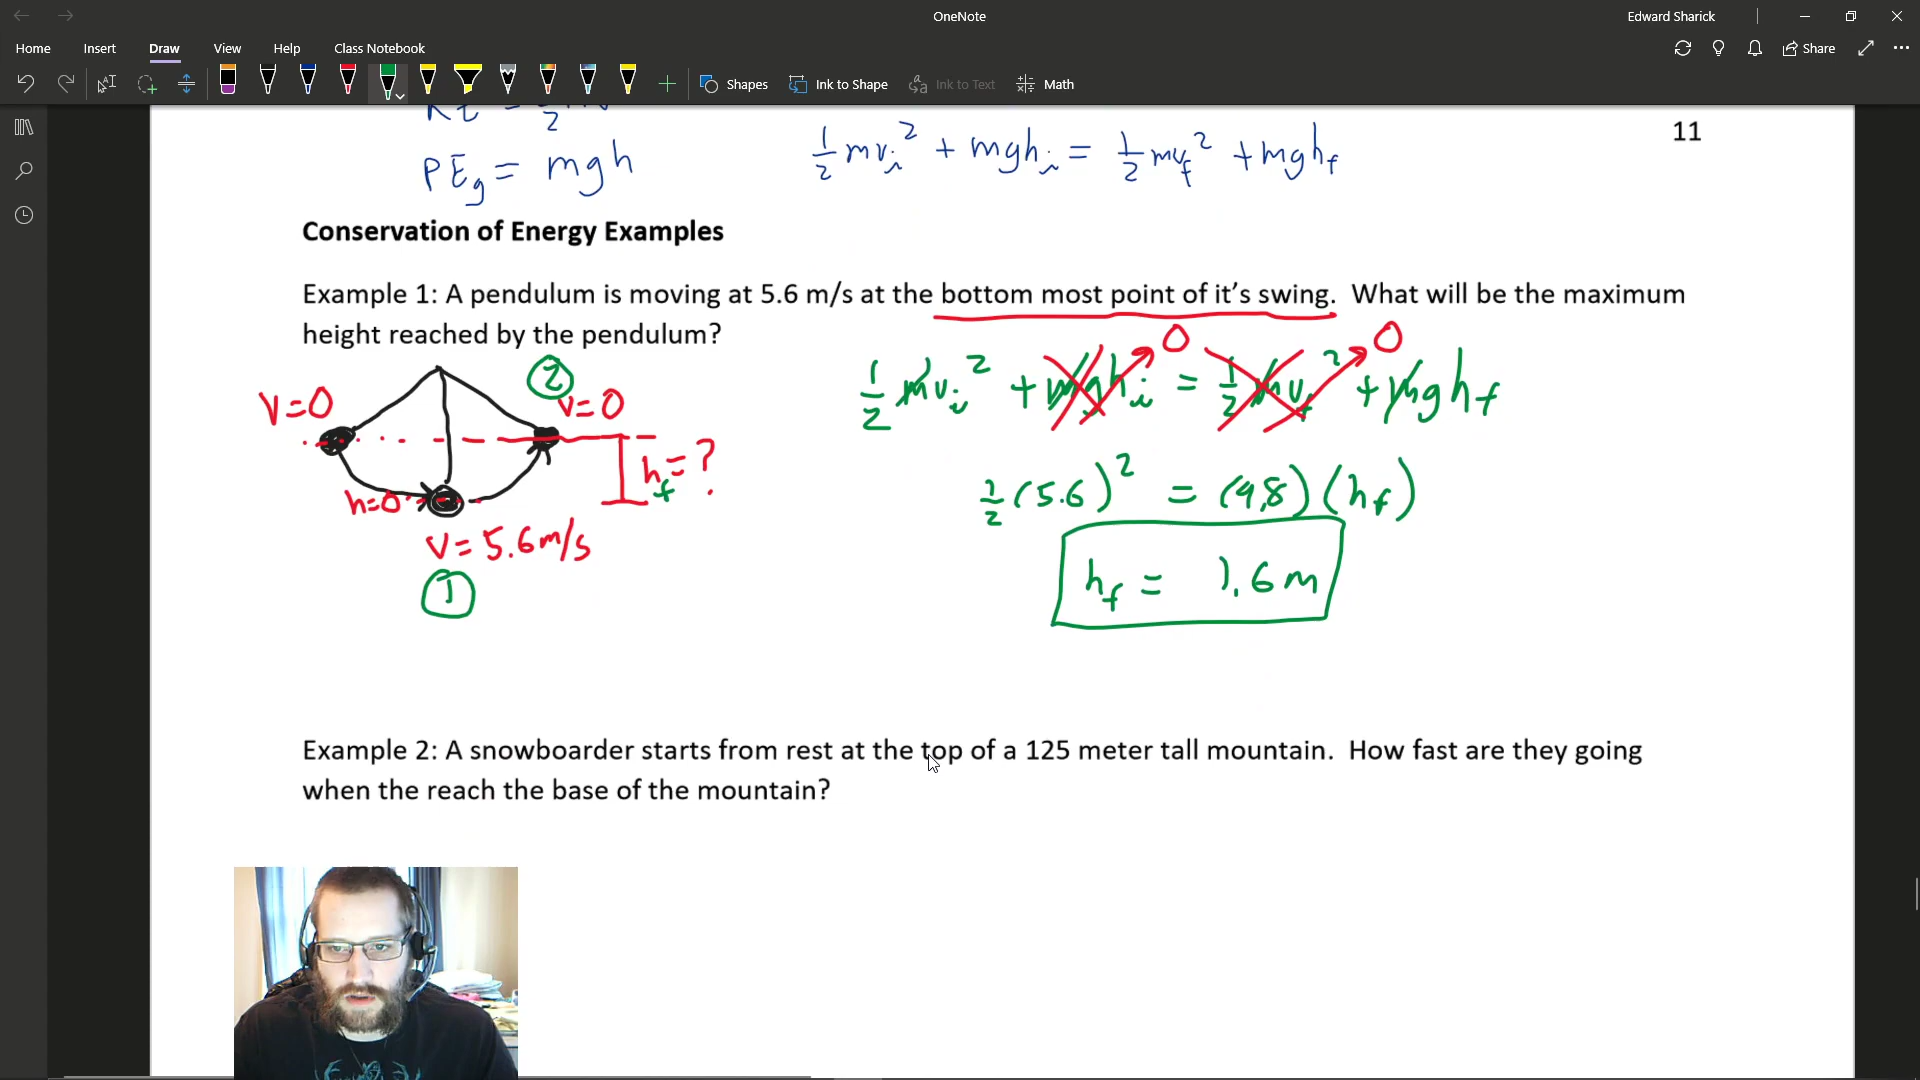 OneNote
Edward Sharick
Home Insert Draw View Help Class Notebook
Share
Shapes Ink to Shape Ink to Text Math
11
PEg = mgh
1/2 mvi² + mghi = 1/2 mvf² + mghf
Conservation of Energy Examples
Example 1: A pendulum is moving at 5.6 m/s at the bottom most point of it's swing. What will be the maximum
height reached by the pendulum?
V=0
2
V=0
h=0
hf=?
V=5.6m/s
1
1/2 mvi² + mghi = 1/2 mvf² + mghf
0
0
1/2 (5.6)² = (9.8)(hf)
hf = 1.6m
Example 2: A snowboarder starts from rest at the top of a 125 meter tall mountain. How fast are they going
when the reach the base of the mountain?